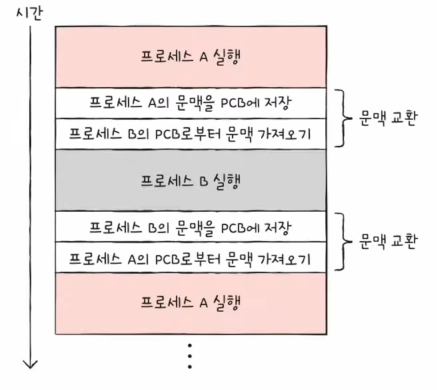 시간
프로세스 A 실행
프로세스 A의 문맥을 PCB에 저장
프로세스 B의 PCB로부터 문맥 가져오기
문맥 교환
프로세스 B 실행
프로세스 B의 문맥을 PCB에 저장
프로세스 A의 PCB로부터 문맥 가져오기
문맥 교환
프로세스 A 실행